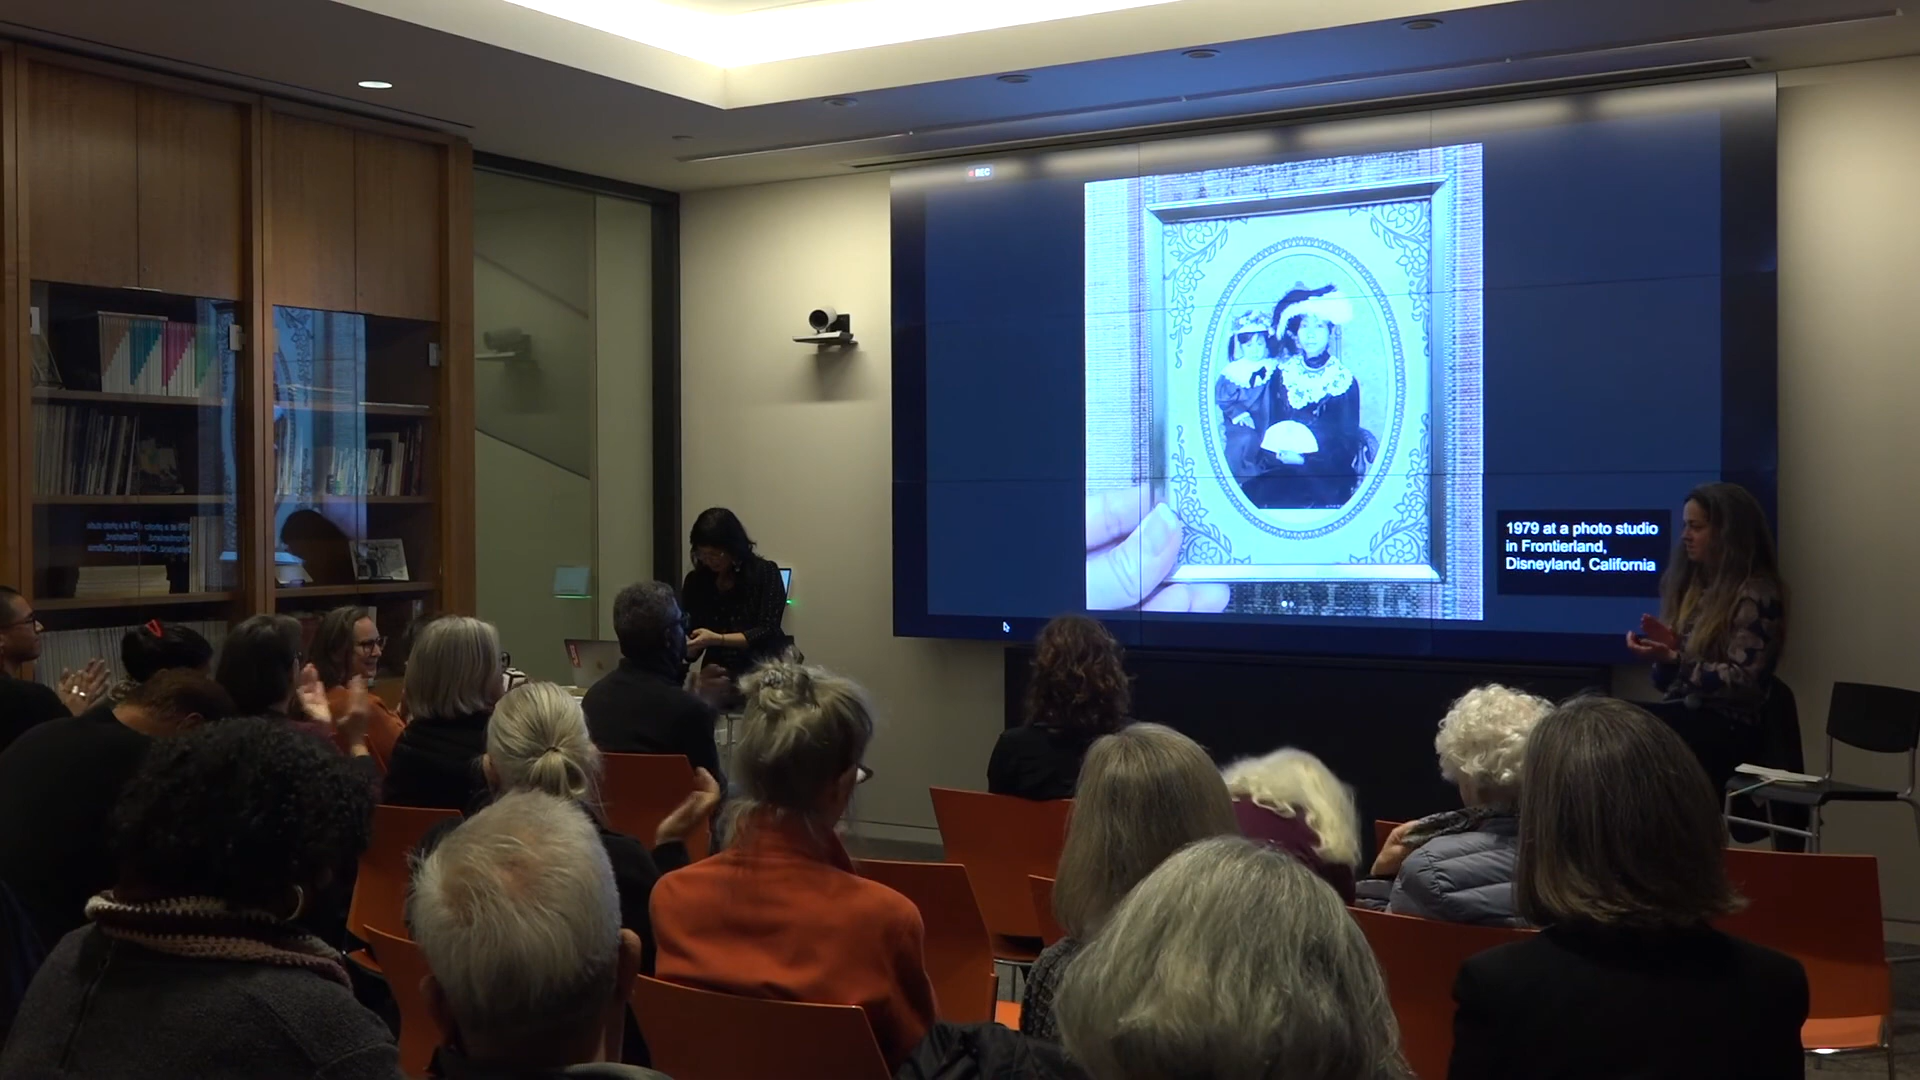 REC
1979 at a photo studio
in Frontierland,
Disneyland, California